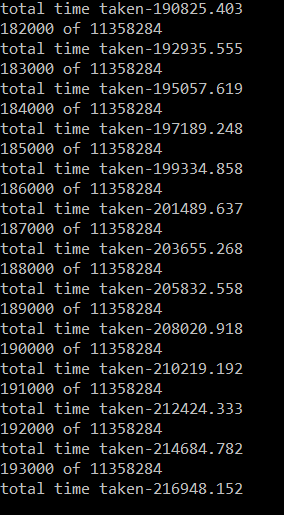 total time taken-190825.403
182000 of 11358284
total time taken-192935.555
183000 of 11358284
total time taken-195057.619
184000 of 11358284
total time taken-197189.248
185000 of 11358284
total time taken-199334.858
186000 of 11358284
total time taken-201489.637
187000 of 11358284
total time taken-203655.268
188000 of 11358284
total time taken-205832.558
189000 of 11358284
total time taken-208020.918
190000 of 11358284
total time taken-210219.192
191000 of 11358284
total time taken-212424.333
192000 of 11358284
total time taken-214684.782
193000 of 11358284
total time taken-216948.152